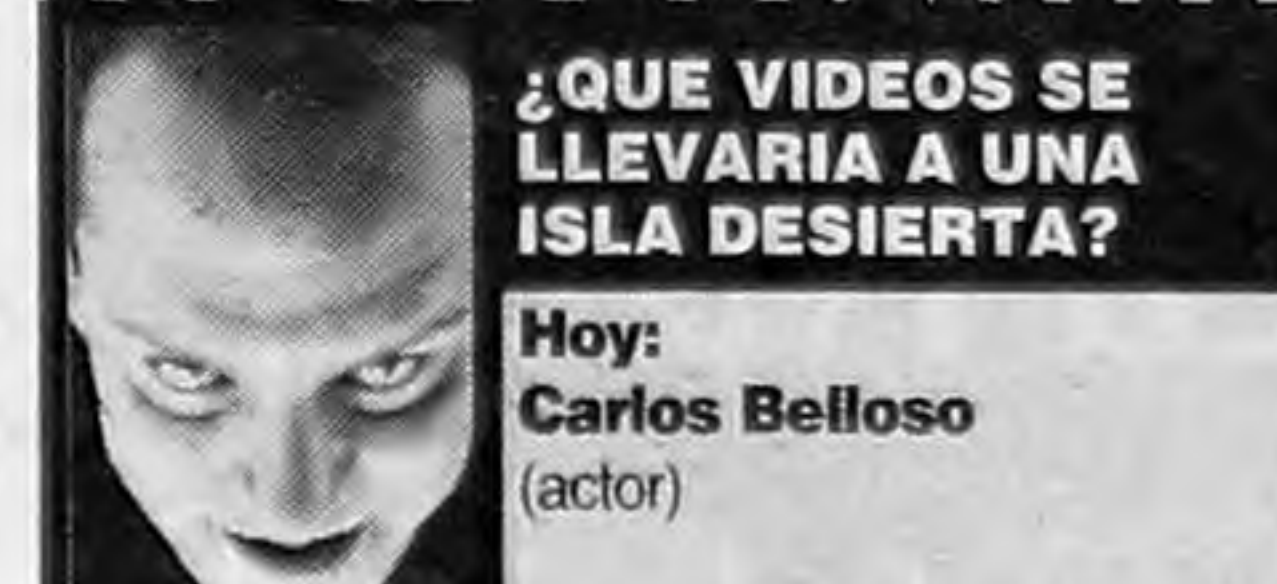 ¿QUE VIDEOS SE
LLEVARIA A UNA
ISLA DESIERTA?
Hoy:
Carlos Belloso
(actor)